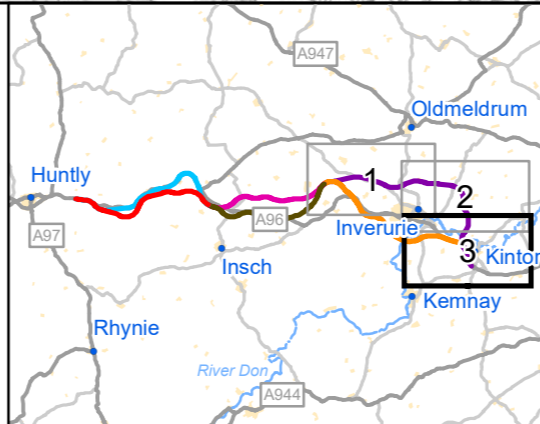 A947
Oldmeldrum
Huntly
1
2
A97
A96
Inverurie
3
Kintor
Insch
Kemnay
Rhynie
River Don
A944